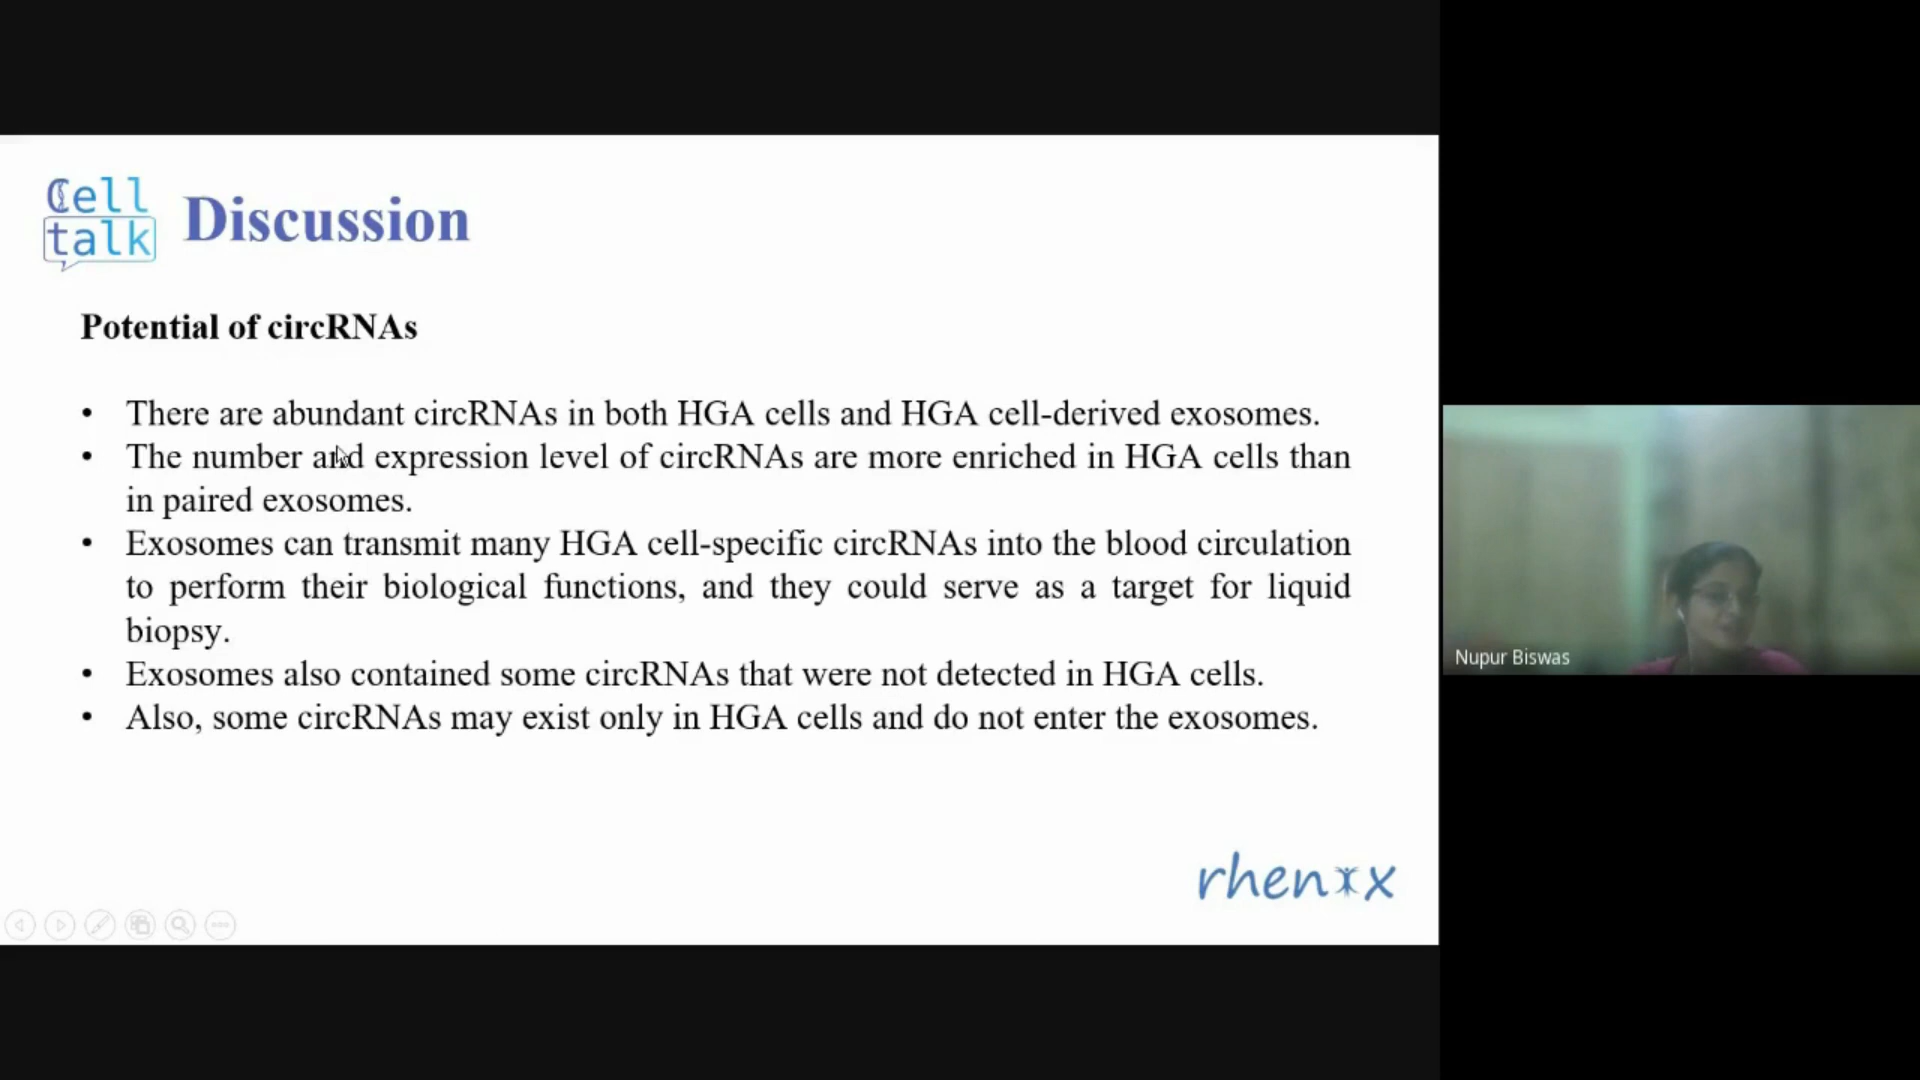 Cell
talk
Discussion
Potential of circRNAs
• There are abundant circRNAs in both HGA cells and HGA cell-derived exosomes.
• The number and expression level of circRNAs are more enriched in HGA cells than
in paired exosomes.
• Exosomes can transmit many HGA cell-specific circRNAs into the blood circulation
to perform their biological functions, and they could serve as a target for liquid
biopsy.
• Exosomes also contained some circRNAs that were not detected in HGA cells.
• Also, some circRNAs may exist only in HGA cells and do not enter the exosomes.
rhenix
Nupur Biswas